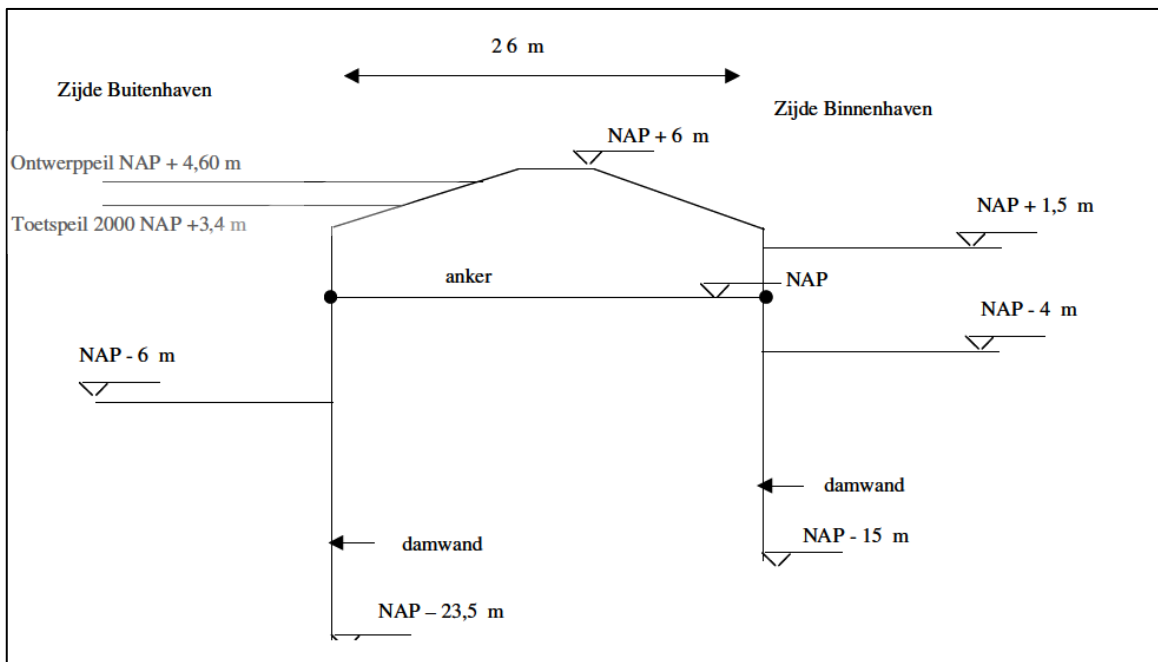 26 m
Zijde Buitenhaven
Zijde Binnenhaven
NAP + 6 m
Ontwerppeil NAP + 4,60 m
NAP + 1,5 m
Toetspeil 2000 NAP +3,4 m
anker
NAP
NAP - 4 m
NAP - 6 m
damwand
NAP - 15 m
damwand
NAP – 23,5 m